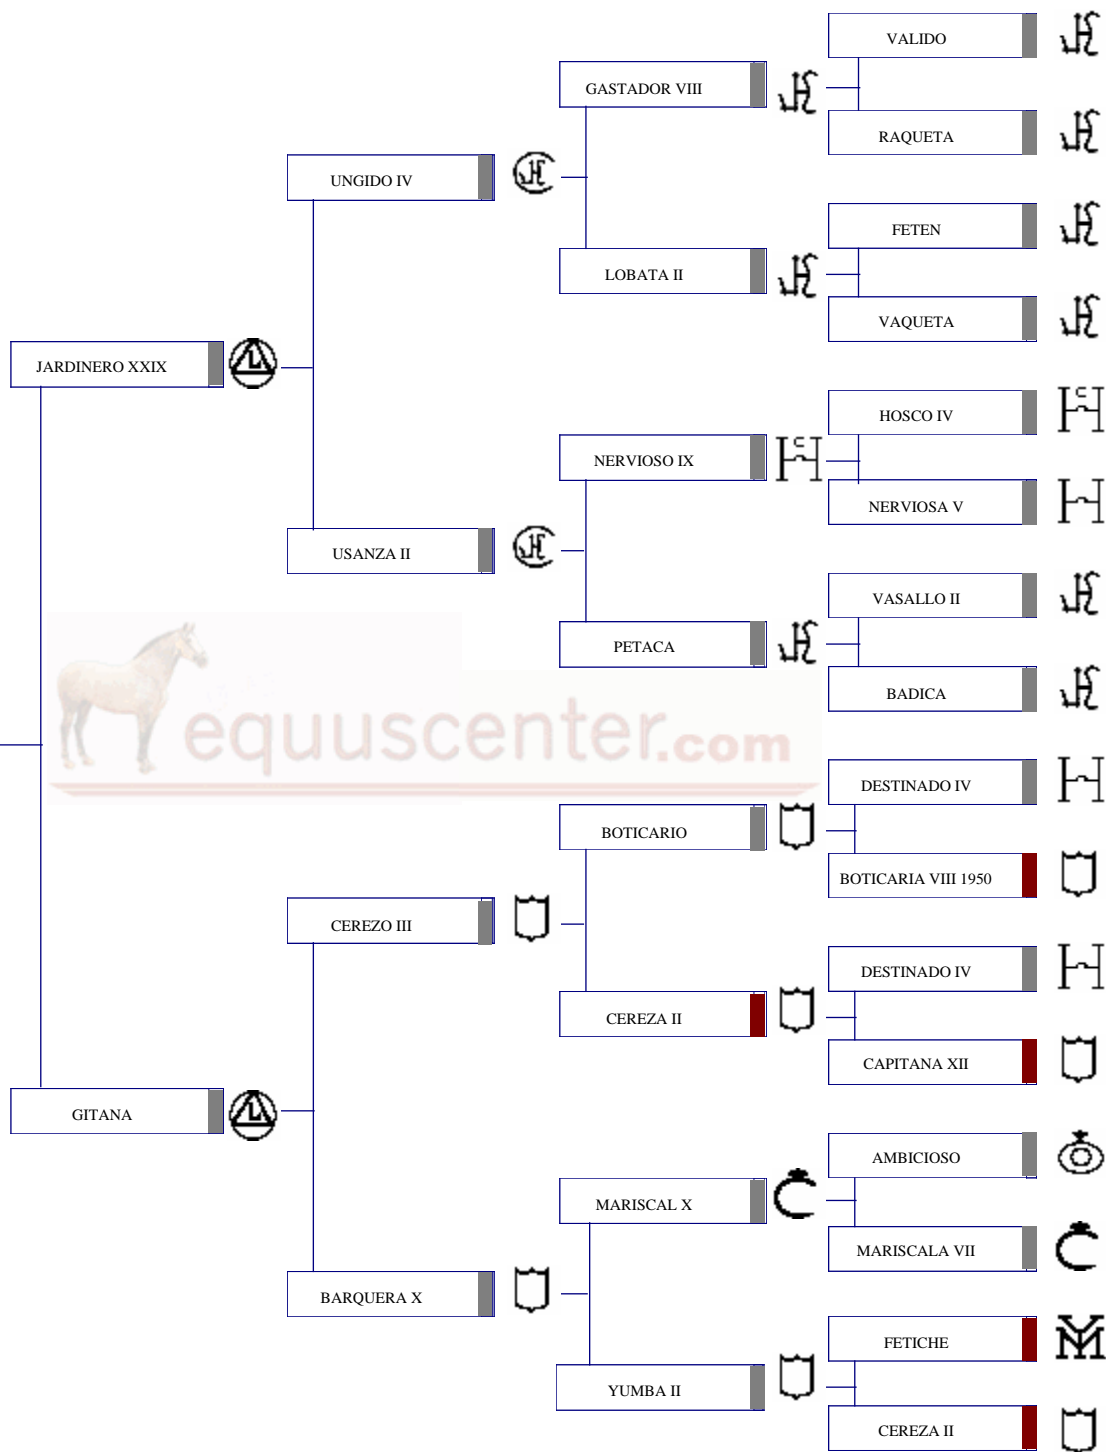 VALIDO
GASTADOR VIII
RAQUETA
UNGIDO IV
FETEN
LOBATA II
VAQUETA
JARDINERO XXIX
HOSCO IV
NERVIOSO IX
NERVIOSA V
USANZA II
VASALLO II
PETACA
BADICA
equuscenter.com
DESTINADO IV
BOTICARIO
BOTICARIA VIII 1950
CEREZO III
DESTINADO IV
CEREZA II
CAPITANA XII
GITANA
AMBICIOSO
MARISCAL X
MARISCALA VII
BARQUERA X
FETICHE
YUMBA II
CEREZA II